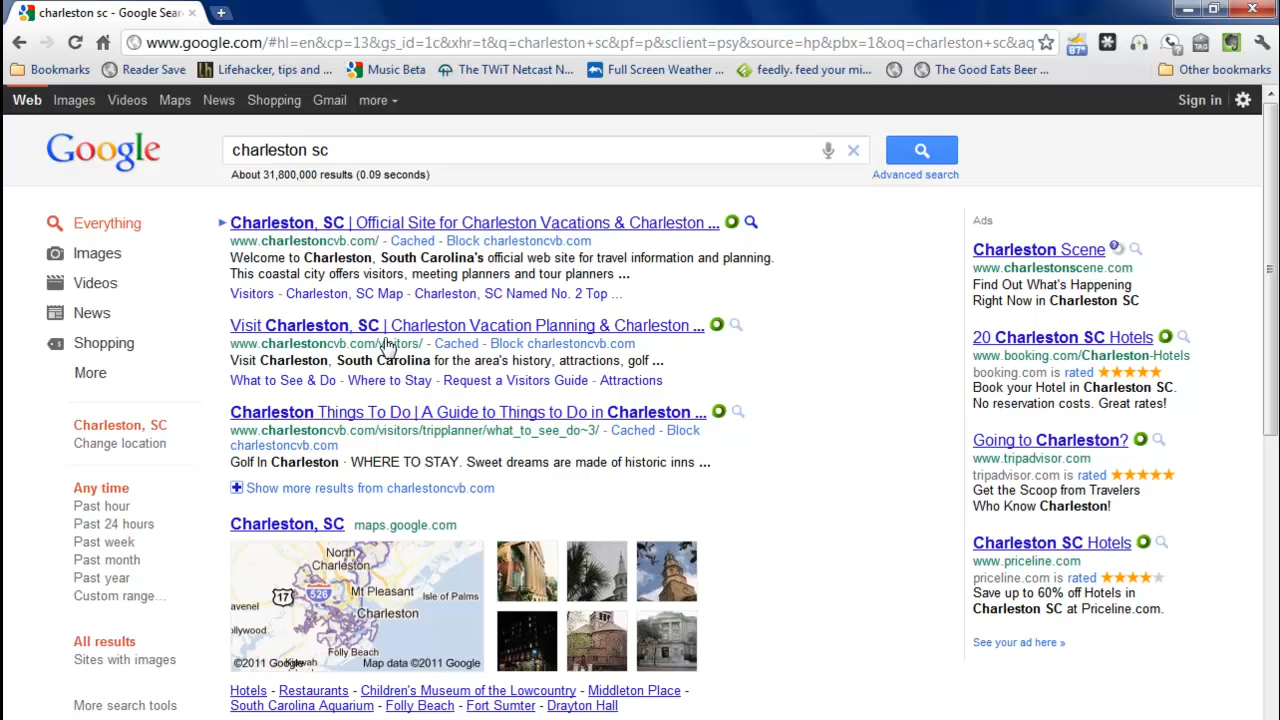 charleston sc - Google Sear
www.google.com/#hl=en&cp=13&gs_id=1c&xhr=t&q=charleston+sc&pf=p&sclient=psy&source=hp&pbx=1&oq=charleston+sc&aq
87°
Bookmarks Reader Save Lifehacker, tips and ... Music Beta The TWiT Netcast N... Full Screen Weather ... feedly. feed your mi... The Good Eats Beer ... Other bookmarks
Web Images Videos Maps News Shopping Gmail more Sign in
Google
charleston sc
About 31,800,000 results (0.09 seconds)
Advanced search
Everything
Images
Videos
News
Shopping
More
Charleston, SC
Change location
Any time
Past hour
Past 24 hours
Past week
Past month
Past year
Custom range...
All results
Sites with images
More search tools
Charleston, SC | Official Site for Charleston Vacations & Charleston ...
www.charlestoncvb.com/ - Cached - Block charlestoncvb.com
Welcome to Charleston, South Carolina's official web site for travel information and planning.
This coastal city offers visitors, meeting planners and tour planners ...
Visitors - Charleston, SC Map - Charleston, SC Named No. 2 Top ...
Visit Charleston, SC | Charleston Vacation Planning & Charleston ...
www.charlestoncvb.com/visitors/ - Cached - Block charlestoncvb.com
Visit Charleston, South Carolina for the area's history, attractions, golf ...
What to See & Do - Where to Stay - Request a Visitors Guide - Attractions
Charleston Things To Do | A Guide to Things to Do in Charleston ...
www.charlestoncvb.com/visitors/tripplanner/what_to_see_do~3/ - Cached - Block
charlestoncvb.com
Golf In Charleston · WHERE TO STAY. Sweet dreams are made of historic inns ...
Show more results from charlestoncvb.com
Charleston, SC maps.google.com
North
Charleston
17
526
Mt Pleasant
Isle of Palms
avenel
Charleston
ollywood
Folly Beach
Kiawah
©2011 Google Map data ©2011 Google
Hotels - Restaurants - Children's Museum of the Lowcountry - Middleton Place -
South Carolina Aquarium - Folly Beach - Fort Sumter - Drayton Hall
Ads
Charleston Scene
www.charlestonscene.com
Find Out What's Happening
Right Now in Charleston SC
20 Charleston SC Hotels
www.booking.com/Charleston-Hotels
booking.com is rated
Book your Hotel in Charleston SC.
No reservation costs. Great rates!
Going to Charleston?
www.tripadvisor.com
tripadvisor.com is rated
Get the Scoop from Travelers
Who Know Charleston!
Charleston SC Hotels
www.priceline.com
priceline.com is rated
Save up to 60% off Hotels in
Charleston SC at Priceline.com.
See your ad here »